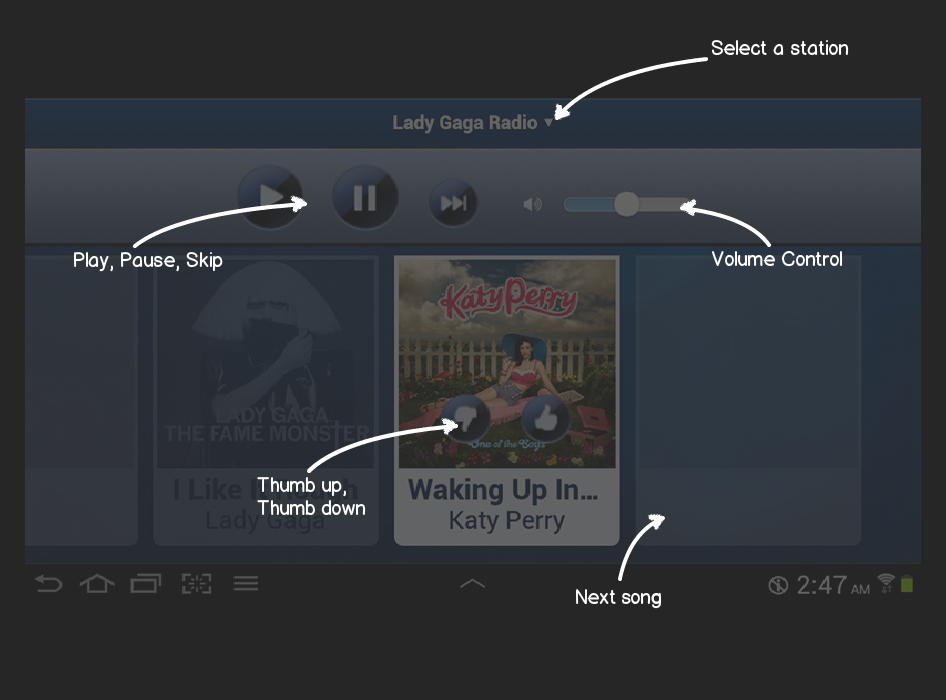 Select a station
Lady Gaga Radio
Play, Pause, Skip
Volume Control
Katy Perry
LADY GAGA
THE FAME MONSTER
One of the Boys
Thumb up,
Thumb down
I Like It Rough
Lady Gaga
Waking Up In...
Katy Perry
Next song
2:47 AM